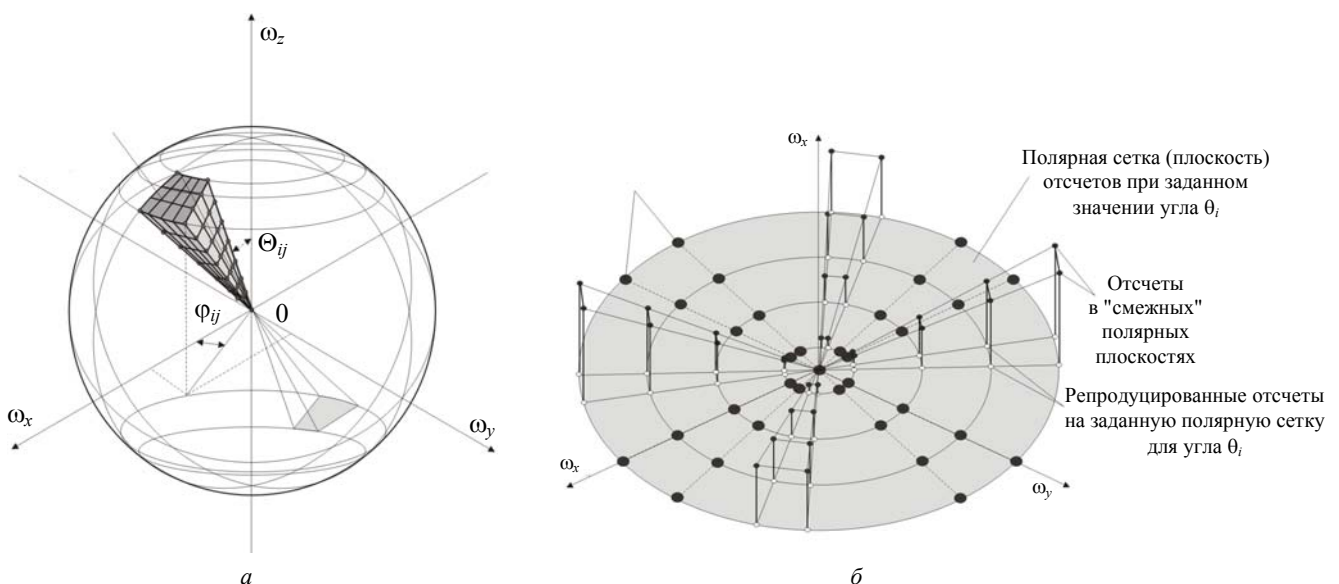 ωz
Θij
φij
0
ωx
ωy
а
ωx
Полярная сетка (плоскость)
отсчетов при заданном
значении угла θi
Отсчеты
в "смежных"
полярных
плоскостях
Репродуцированные отсчеты
на заданную полярную сетку
для угла θi
ωx
ωy
б